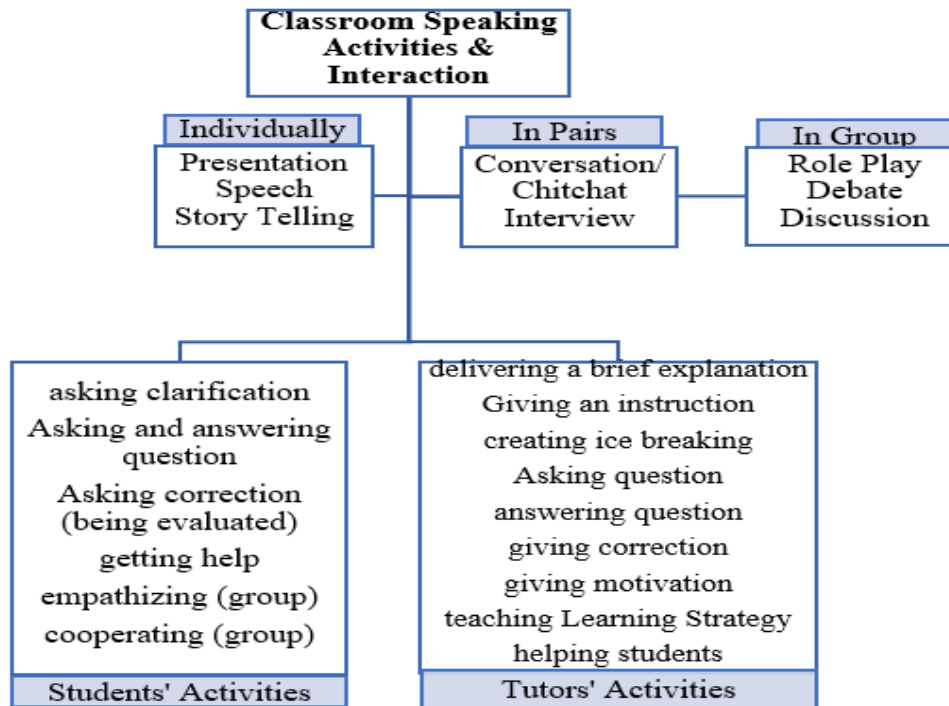 Classroom Speaking
Activities &
Interaction
Individually
Presentation
Speech
Story Telling
In Pairs
Conversation/
Chitchat
Interview
In Group
Role Play
Debate
Discussion
asking clarification
Asking and answering
question
Asking correction
(being evaluated)
getting help
empathizing (group)
cooperating (group)
Students' Activities
delivering a brief explanation
Giving an instruction
creating ice breaking
Asking question
answering question
giving correction
giving motivation
teaching Learning Strategy
helping students
Tutors' Activities